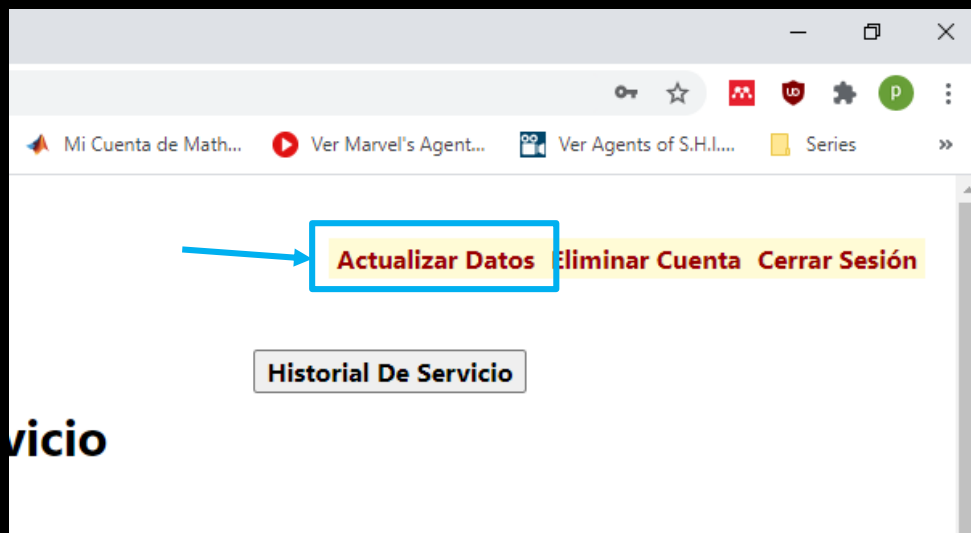 Mi Cuenta de Math... Ver Marvel's Agent... Ver Agents of S.H.I.... Series
Actualizar Datos Eliminar Cuenta Cerrar Sesión
Historial De Servicio
vicio